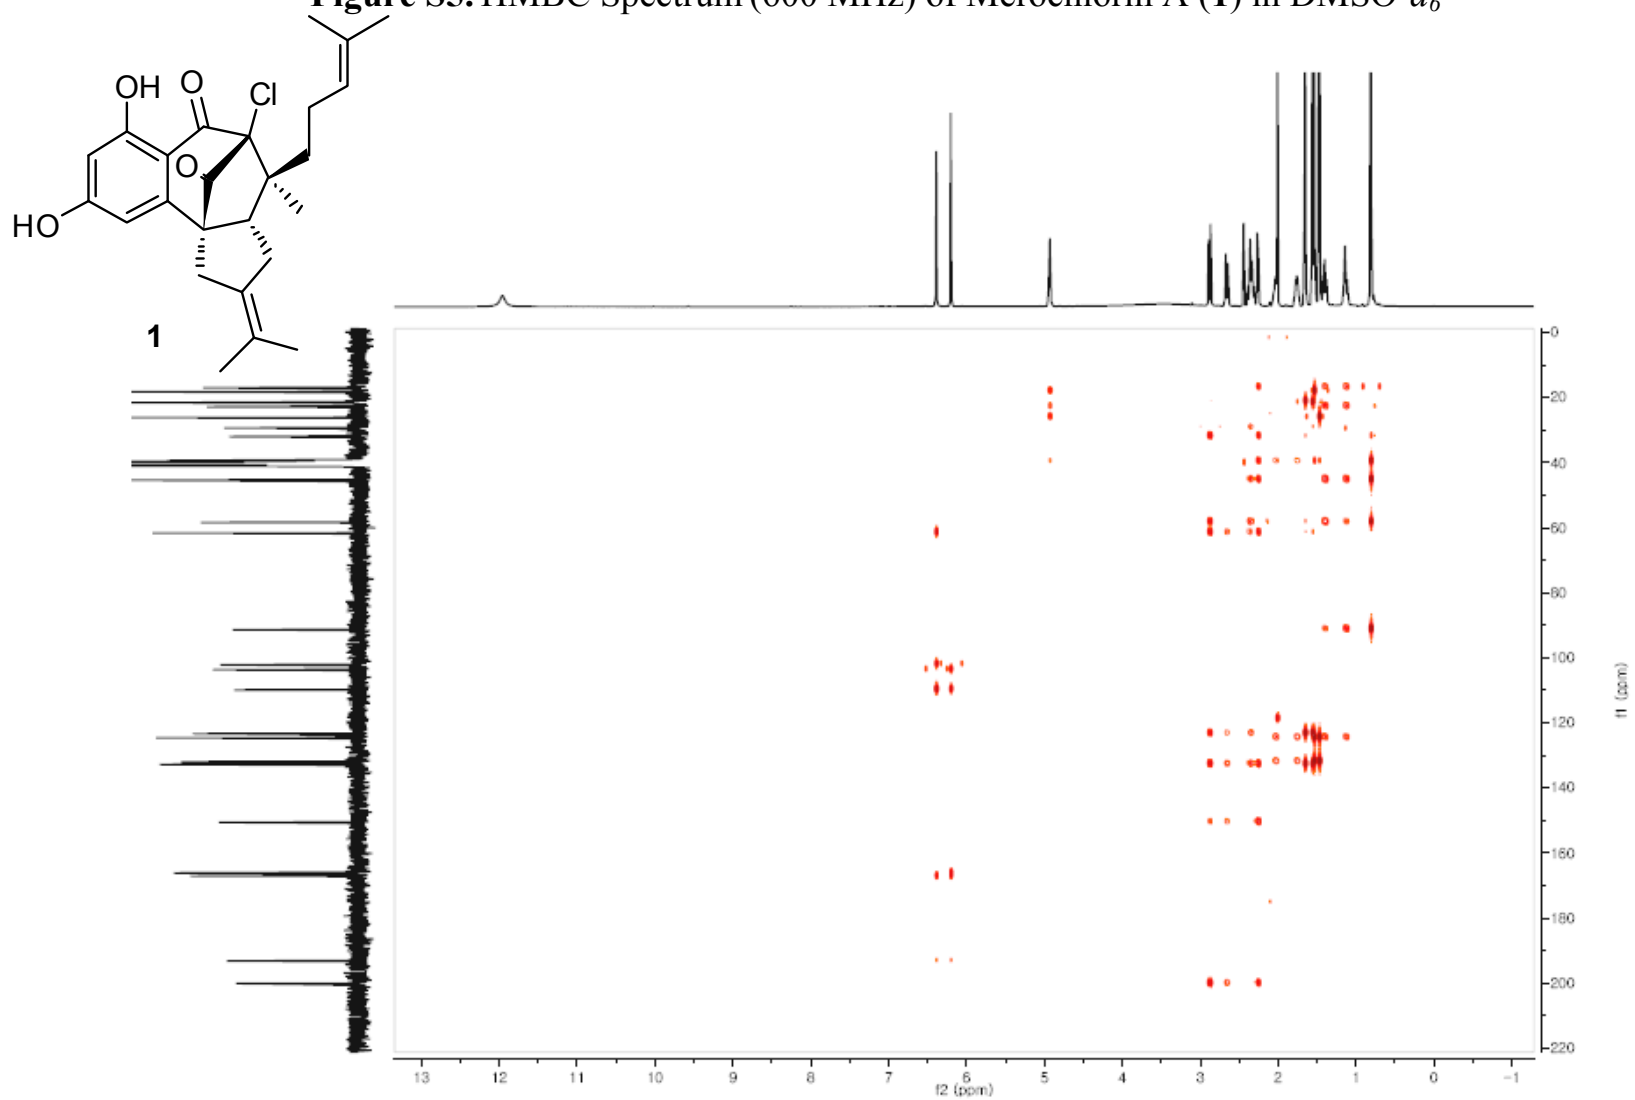 Figure S5. HMBC Spectrum (600 MHz) of Merochlorin A (1) in DMSO-d6
OH
O
Cl
O
HO
1
0
20
40
60
80
100
120
140
160
180
200
220
f1 (ppm)
13 12 11 10 9 8 7 6 5 4 3 2 1 0 -1
f2 (ppm)